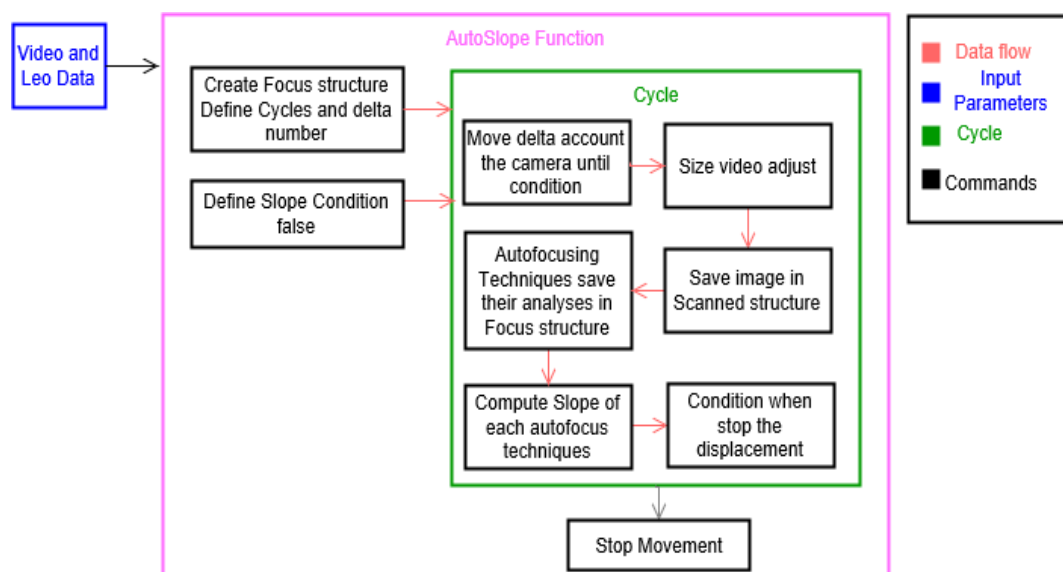 Video and
Leo Data
AutoSlope Function
Create Focus structure
Define Cycles and delta
number
Define Slope Condition
false
Cycle
Move delta account
the camera until
condition
Size video adjust
Autofocusing
Techniques save
their analyses in
Focus structure
Save image in
Scanned structure
Compute Slope of
each autofocus
techniques
Condition when
stop the
displacement
Stop Movement
Data flow
Input
Parameters
Cycle
Commands